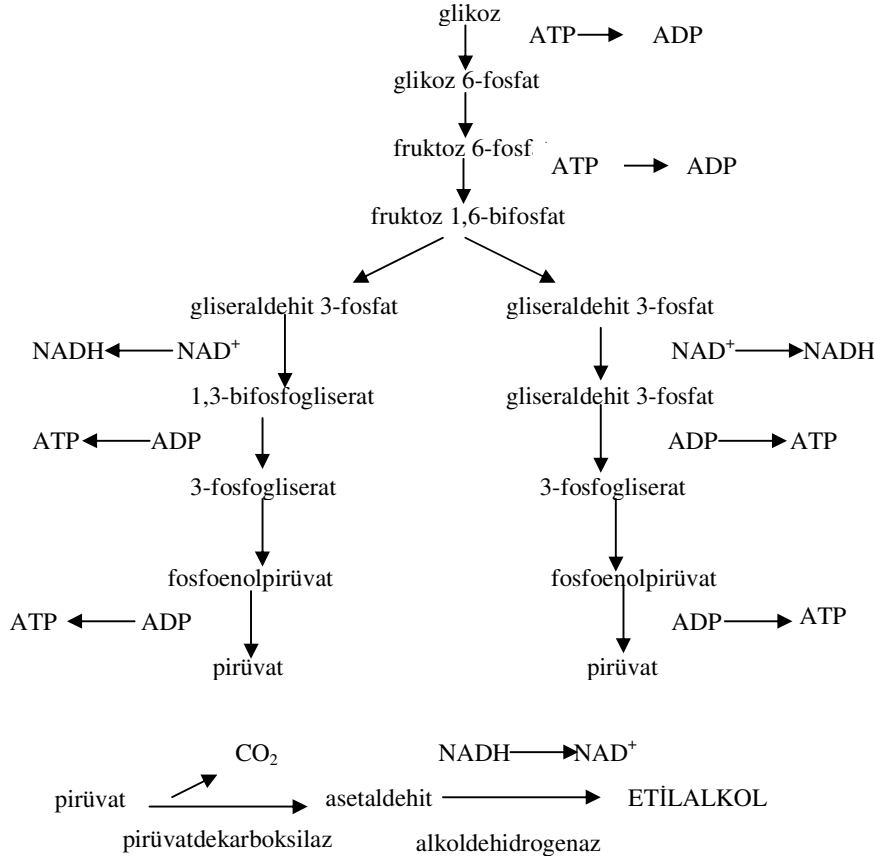 glikoz
ATP ADP
glikoz 6-fosfat
fruktoz 6-fosf
ATP ADP
fruktoz 1,6-bifosfat
gliseraldehit 3-fosfat gliseraldehit 3-fosfat
NADH NAD⁺ NAD⁺ NADH
1,3-bifosfogliserat gliseraldehit 3-fosfat
ATP ADP ADP ATP
3-fosfogliserat 3-fosfogliserat
fosfoenolpirüvat fosfoenolpirüvat
ATP ADP ADP ATP
pirüvat pirüvat
CO₂ NADH NAD⁺
pirüvat asetaldehit ETİLALKOL
pirüvatdekarboksilaz alkoldehidrogenaz